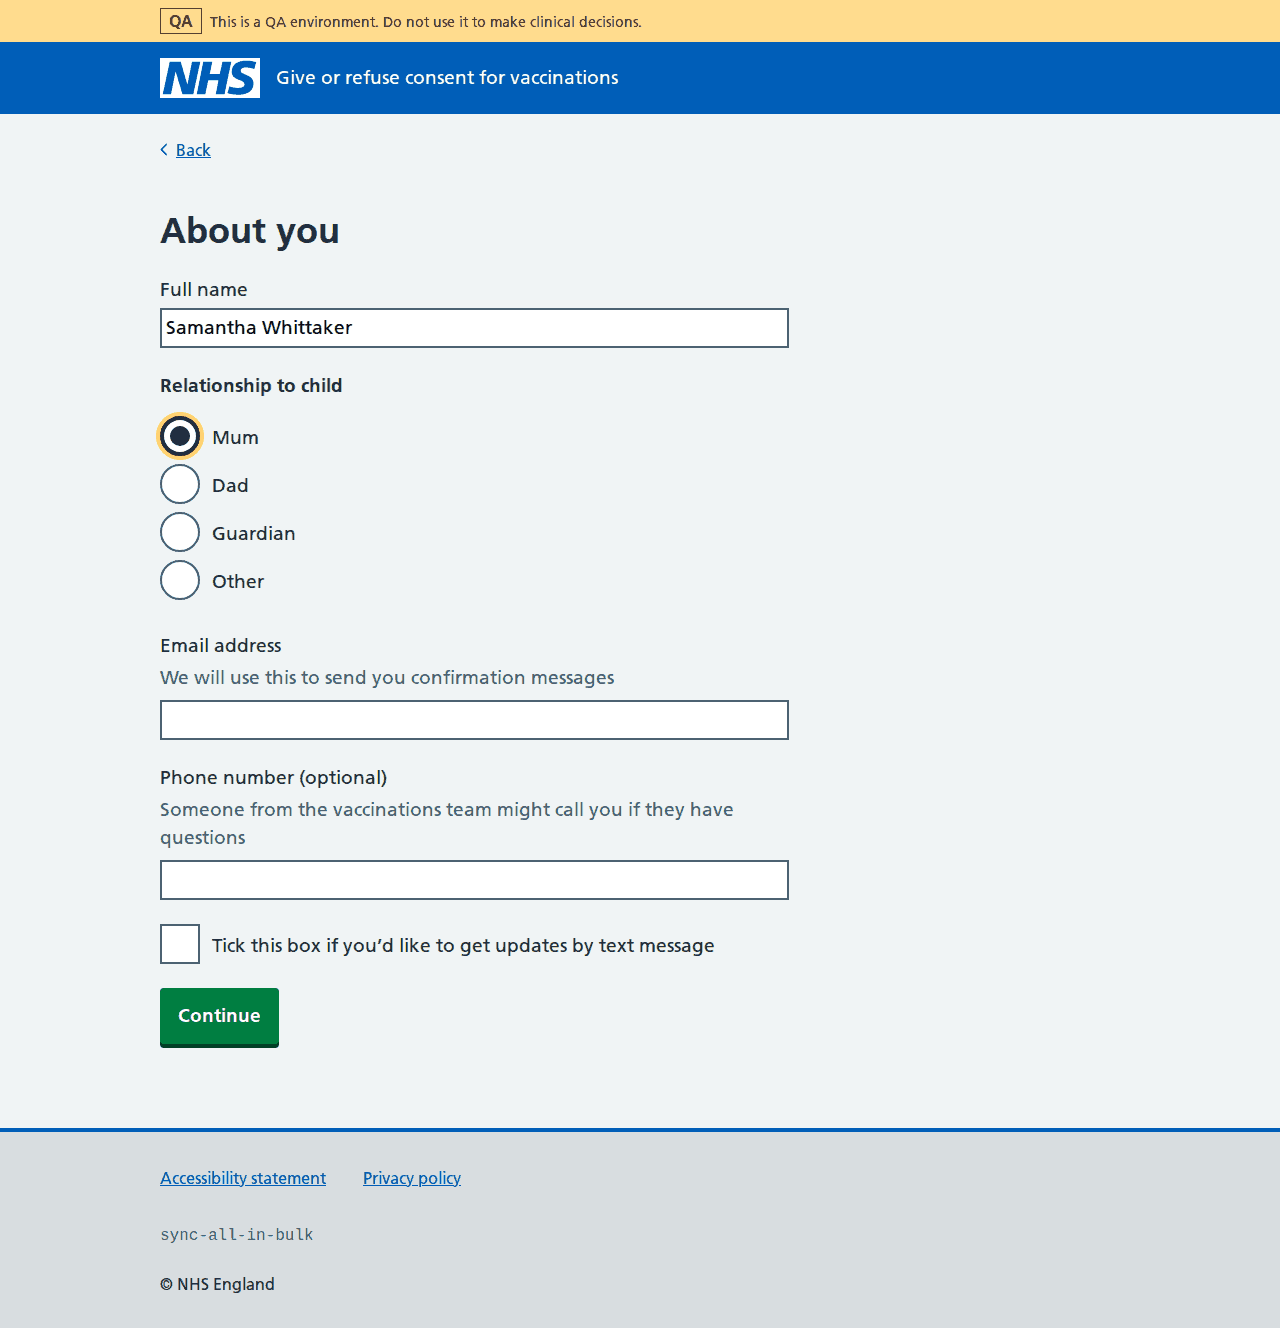 QA This is a QA environment. Do not use it to make clinical decisions.
NHS Give or refuse consent for vaccinations
Back
About you
Full name
Samantha Whittaker
Relationship to child
Mum
Dad
Guardian
Other
Email address
We will use this to send you confirmation messages
Phone number (optional)
Someone from the vaccinations team might call you if they have
questions
Tick this box if you’d like to get updates by text message
Continue
Accessibility statement Privacy policy
sync-all-in-bulk
© NHS England